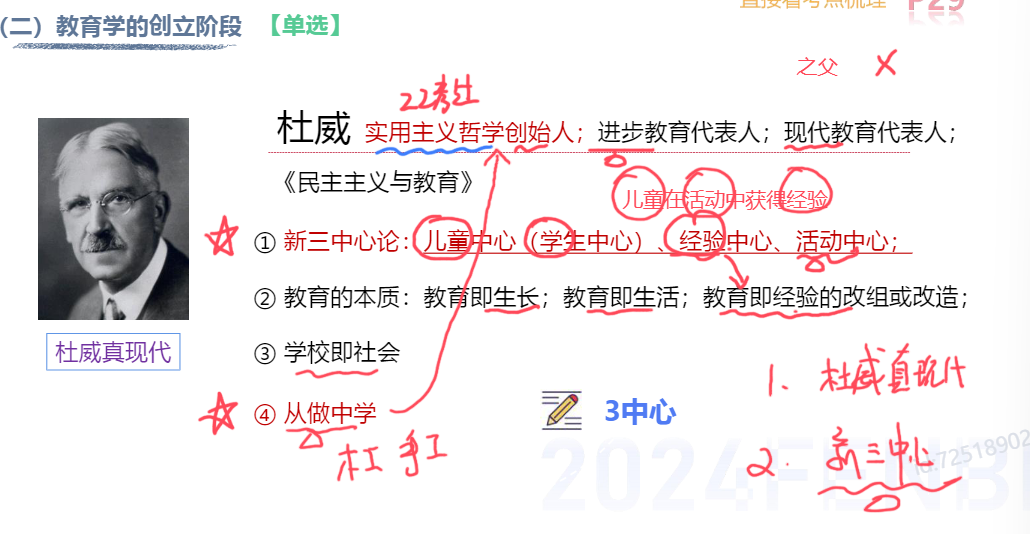 直接看考点梳理 P29
（二）教育学的创立阶段 【单选】
之父 ×
22考过
杜威 实用主义哲学创始人；进步教育代表人；现代教育代表人；
《民主主义与教育》
儿童在活动中获得经验
① 新三中心论：儿童中心（学生中心）、经验中心、活动中心；
② 教育的本质：教育即生长；教育即生活；教育即经验的改组或改造；
杜威真现代
③ 学校即社会
1. 杜威真现代
④ 从做中学
3中心
木工 手工
2. 新三中心
2024FENBI
id:72518902